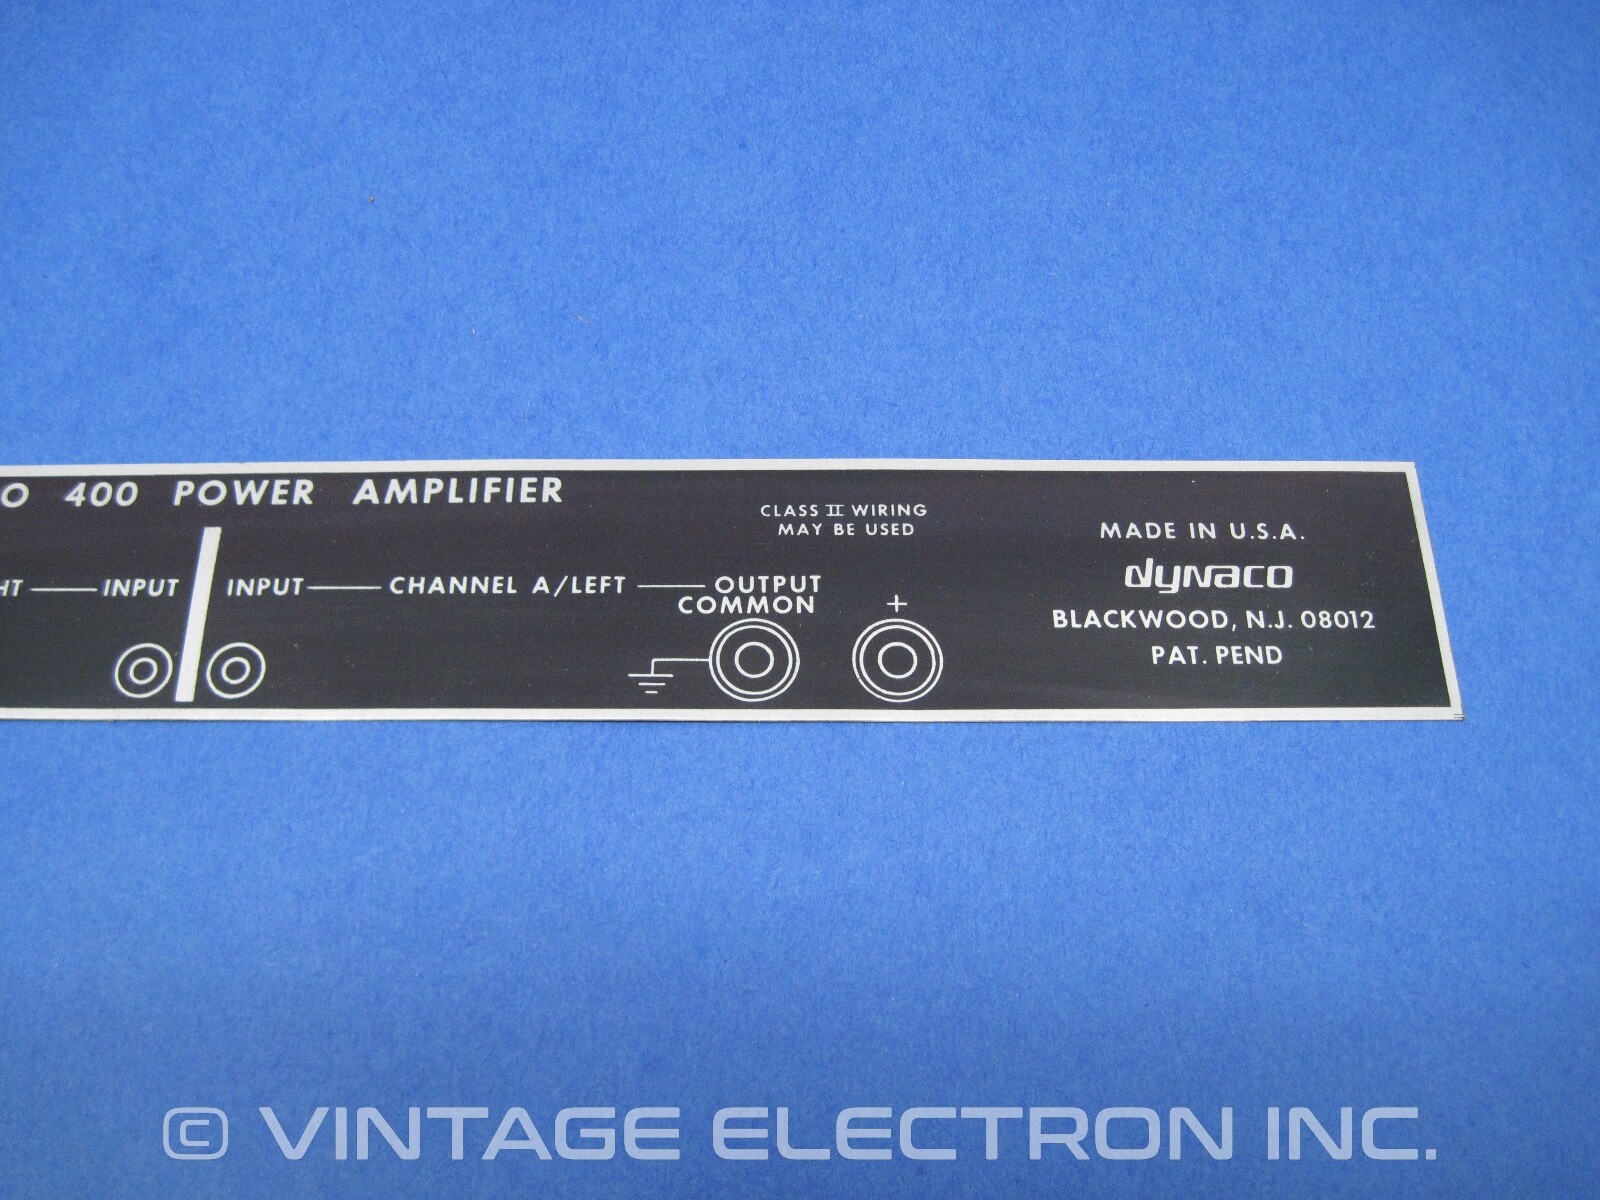 O 400 POWER AMPLIFIER
CLASS II WIRING
MAY BE USED
HT INPUT INPUT CHANNEL A/LEFT OUTPUT
COMMON +
MADE IN U.S.A.
dynaco
BLACKWOOD, N.J. 08012
PAT. PEND
© VINTAGE ELECTRON INC.